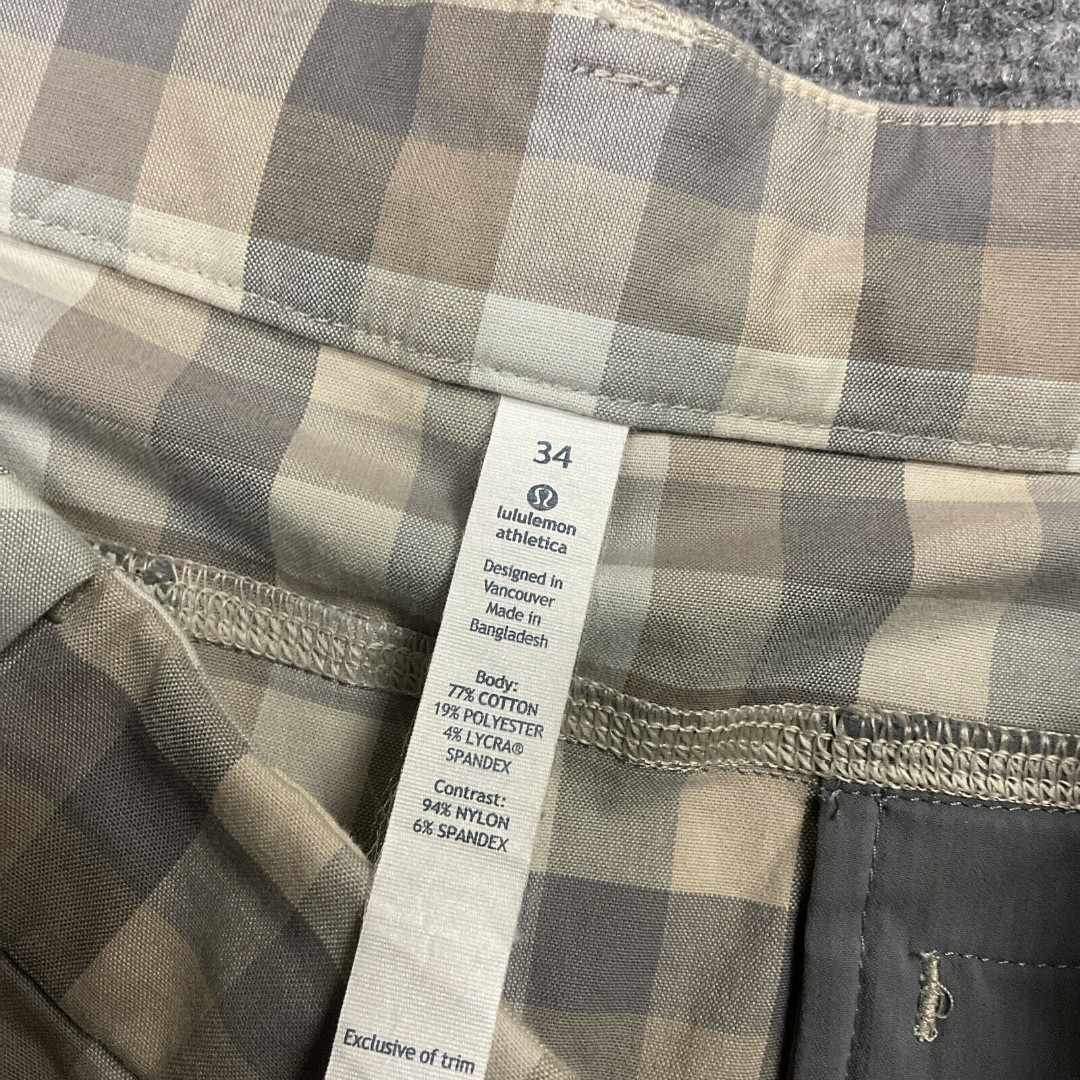 34
lululemon
athletica
Designed in
Vancouver
Made in
Bangladesh
Body:
77% COTTON
19% POLYESTER
4% LYCRA®
SPANDEX
Contrast:
94% NYLON
6% SPANDEX
Exclusive of trim